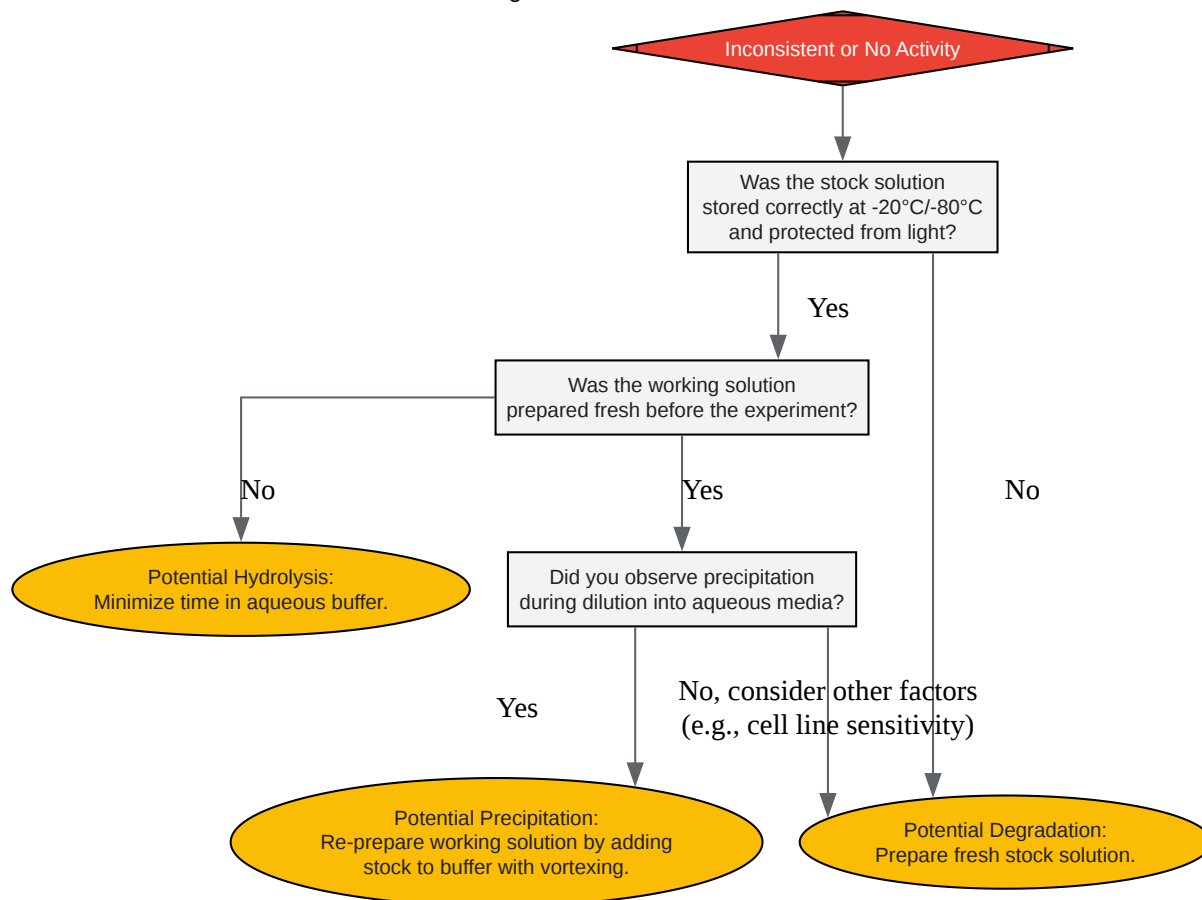 Inconsistent or No Activity
Was the stock solution
stored correctly at -20°C/-80°C
and protected from light?
Yes
Was the working solution
prepared fresh before the experiment?
No
Yes
No
Potential Hydrolysis:
Minimize time in aqueous buffer.
Did you observe precipitation
during dilution into aqueous media?
Yes
No, consider other factors
(e.g., cell line sensitivity)
Potential Precipitation:
Re-prepare working solution by adding
stock to buffer with vortexing.
Potential Degradation:
Prepare fresh stock solution.